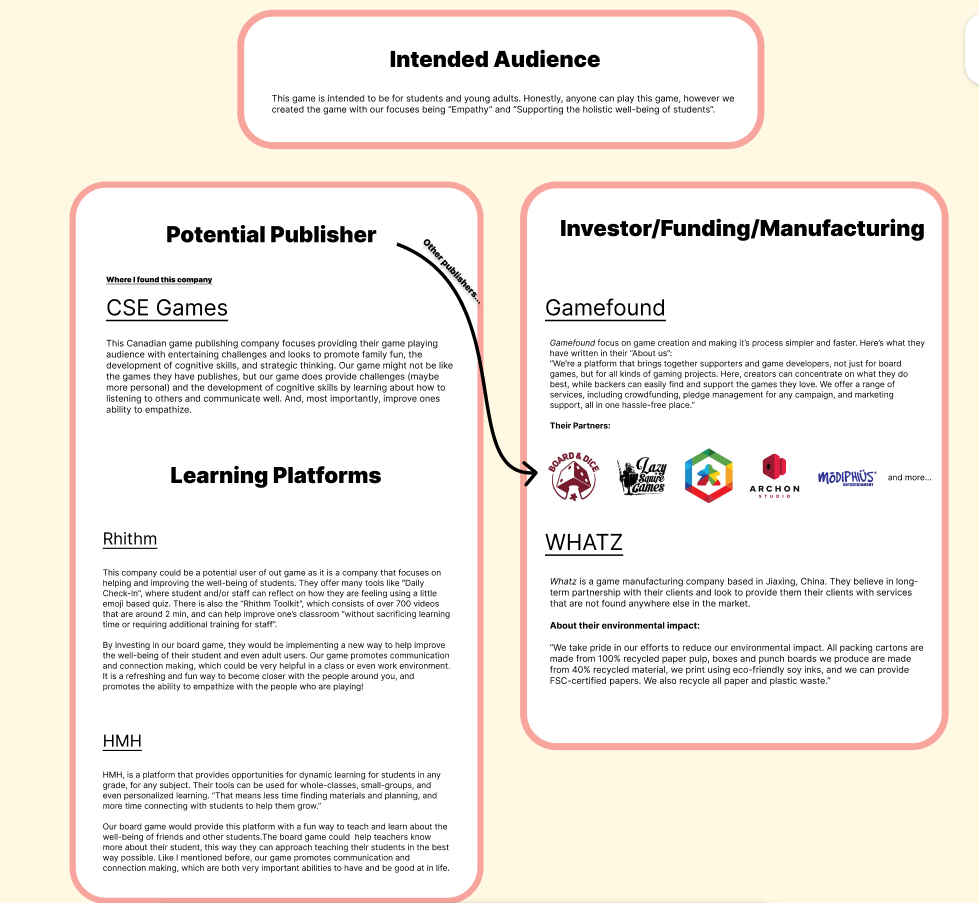 Intended Audience
This game is intended to be for students and young adults. Honestly, anyone can play this game, however we
created the game with our focuses being "Empathy" and "Supporting the holistic well-being of students".
Potential Publisher
Other publishers...
Where I found this company
CSE Games
This Canadian game publishing company focuses providing their game playing
audience with entertaining challenges and looks to promote family fun, the
development of cognitive skills, and strategic thinking. Our game might not be like
the games they have publishes, but our game does provide challenges (maybe
more personal) and the development of cognitive skills by learning about how to
listening to others and communicate well. And, most importantly, improve ones
ability to empathize.
Learning Platforms
Rhithm
This company could be a potential user of out game as it is a company that focuses on
helping and improving the well-being of students. They offer many tools like "Daily
Check-In", where student and/or staff can reflect on how they are feeling using a little
emoji based quiz. There is also the "Rhithm Toolkit", which consists of over 700 videos
that are around 2 min, and can help improve one's classroom "without sacrificing learning
time or requiring additional training for staff".
By investing in our board game, they would be implementing a new way to help improve
the well-being of their student and even adult users. Our game promotes communication
and connection making, which could be very helpful in a class or even work environment.
It is a refreshing and fun way to become closer with the people around you, and
promotes the ability to empathize with the people who are playing!
HMH
HMH, is a platform that provides opportunities for dynamic learning for students in any
grade, for any subject. Their tools can be used for whole-classes, small-groups, and
even personalized learning. "That means less time finding materials and planning, and
more time connecting with students to help them grow."
Our board game would provide this platform with a fun way to teach and learn about the
well-being of friends and other students.The board game could  help teachers know
more about their student, this way they can approach teaching their students in the best
way possible. Like I mentioned before, our game promotes communication and
connection making, which are both very important abilities to have and be good at in life.
Investor/Funding/Manufacturing
Gamefound
Gamefound focus on game creation and making it's process simpler and faster. Here's what they
have written in their "About us":
"We're a platform that brings together supporters and game developers, not just for board
games, but for all kinds of gaming projects. Here, creators can concentrate on what they do
best, while backers can easily find and support the games they love. We offer a range of
services, including crowdfunding, pledge management for any campaign, and marketing
support, all in one hassle-free place."
Their Partners:
BOARD & DICE
Lazy Squire Games
ARCHON
STUDIO
MÖDIPHIÜS
ENTERTAINMENT
and more...
WHATZ
Whatz is a game manufacturing company based in Jiaxing, China. They believe in long-
term partnership with their clients and look to provide them their clients with services
that are not found anywhere else in the market.
About their environmental impact:
"We take pride in our efforts to reduce our environmental impact. All packing cartons are
made from 100% recycled paper pulp, boxes and punch boards we produce are made
from 40% recycled material, we print using eco-friendly soy inks, and we can provide
FSC-certified papers. We also recycle all paper and plastic waste."